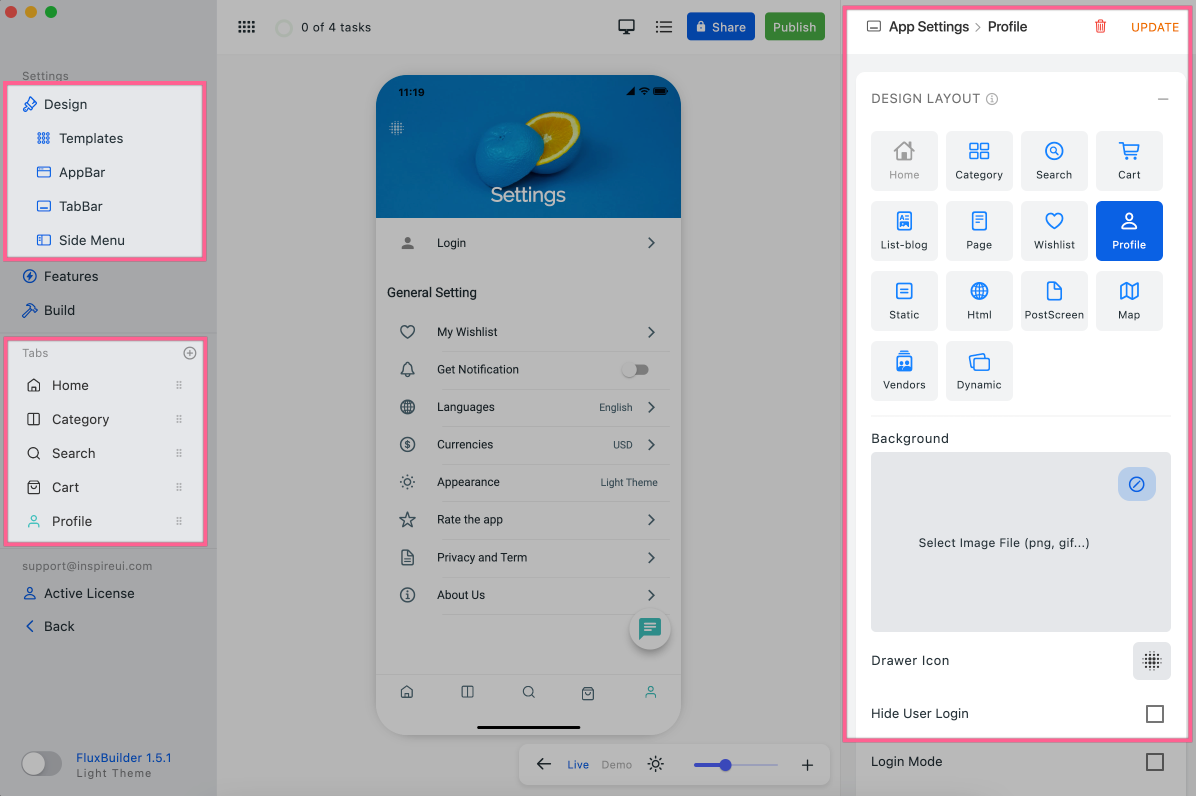 Settings
Design
Templates
AppBar
TabBar
Side Menu
Features
Build
Tabs
Home
Category
Search
Cart
Profile
support@inspireui.com
Active License
Back
FluxBuilder 1.5.1
Light Theme
0 of 4 tasks
Share
Publish
11:19
Settings
Login
General Setting
My Wishlist
Get Notification
Languages English
Currencies USD
Appearance Light Theme
Rate the app
Privacy and Term
About Us
Live Demo
App Settings > Profile UPDATE
DESIGN LAYOUT
Home Category Search Cart
List-blog Page Wishlist Profile
Static Html PostScreen Map
Vendors Dynamic
Background
Select Image File (png, gif...)
Drawer Icon
Hide User Login
Login Mode